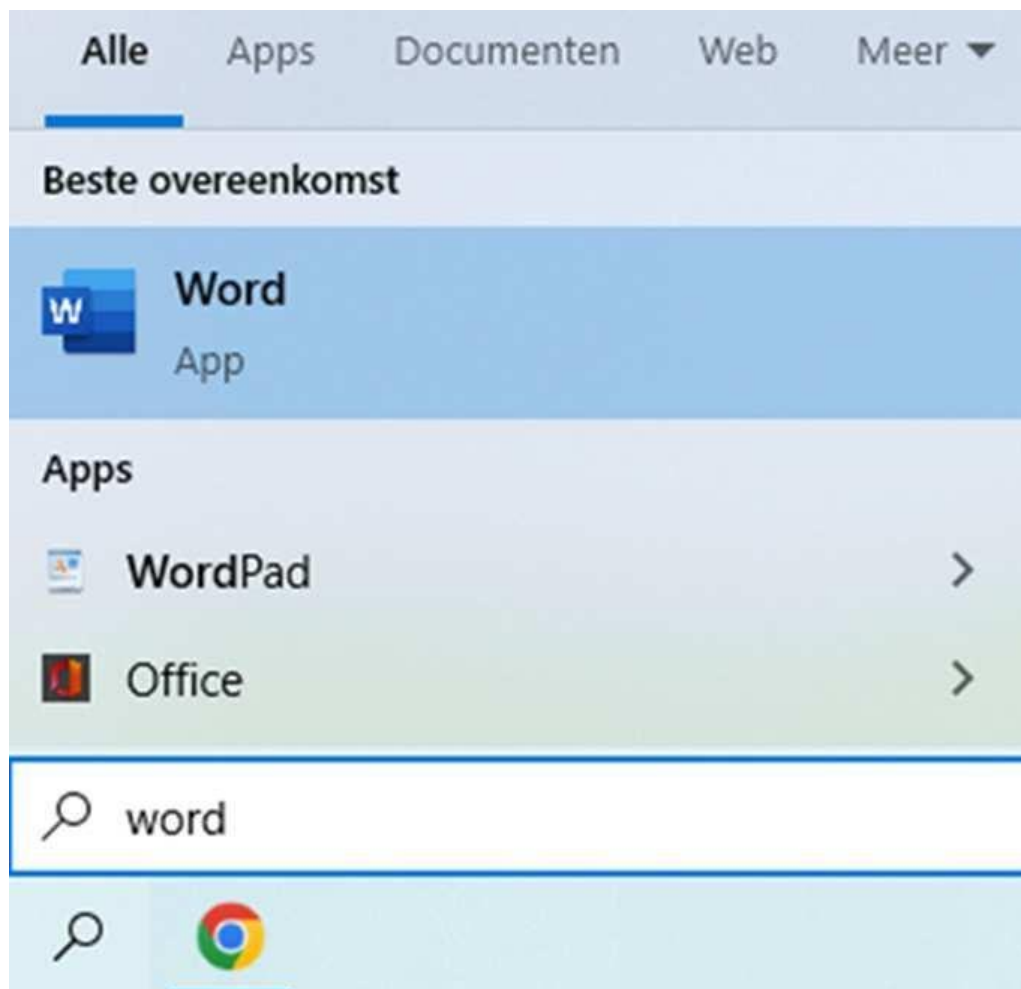 Alle Apps Documenten Web Meer
Beste overeenkomst
W
Word
App
Apps
WordPad
Office
word